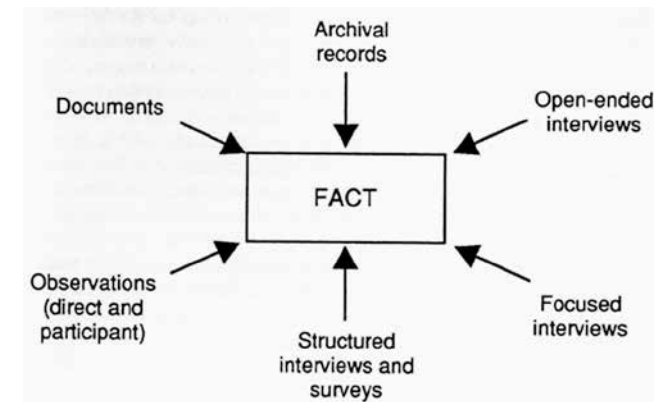 Archival
records
Documents
Open-ended
interviews
FACT
Observations
(direct and
participant)
Structured
interviews and
surveys
Focused
interviews